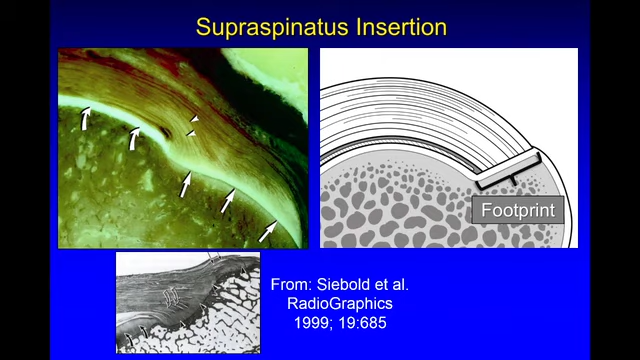 Supraspinatus Insertion
Footprint
From: Siebold et al.
RadioGraphics
1999; 19:685